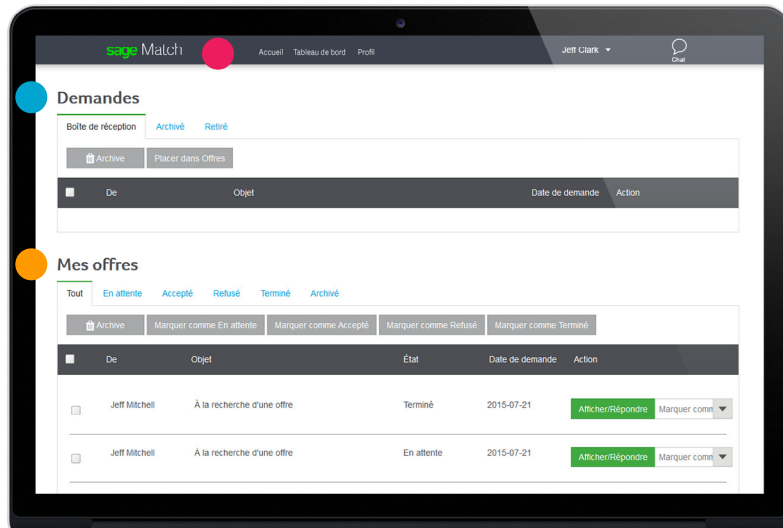 sage Match
Accueil Tableau de bord Profil
Jeff Clark
Chat
Demandes
Boîte de réception Archivé Retiré
Archive Placer dans Offres
De Objet Date de demande Action
Mes offres
Tout En attente Accepté Refusé Terminé Archivé
Archive Marquer comme En attente Marquer comme Accepté Marquer comme Refusé Marquer comme Terminé
De Objet État Date de demande Action
Jeff Mitchell À la recherche d'une offre Terminé 2015-07-21 Afficher/Répondre Marquer comm
Jeff Mitchell À la recherche d'une offre En attente 2015-07-21 Afficher/Répondre Marquer comm